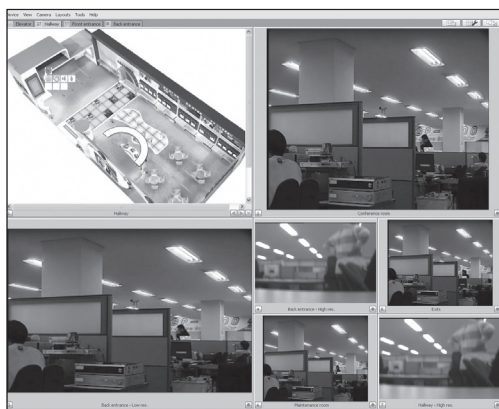 Device View Camera Layouts Tools Help
Elevator Hallway Front entrance Back entrance
Hallway
Conference room
Back entrance - High res.
Exits
Back entrance - Low res.
Maintenance room
Hallway - High res.